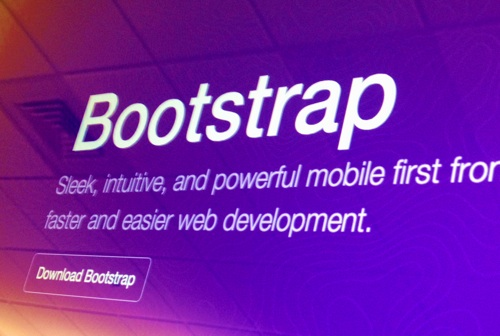 Bootstrap
Sleek, intuitive, and powerful mobile first fron
faster and easier web development.
Download Bootstrap